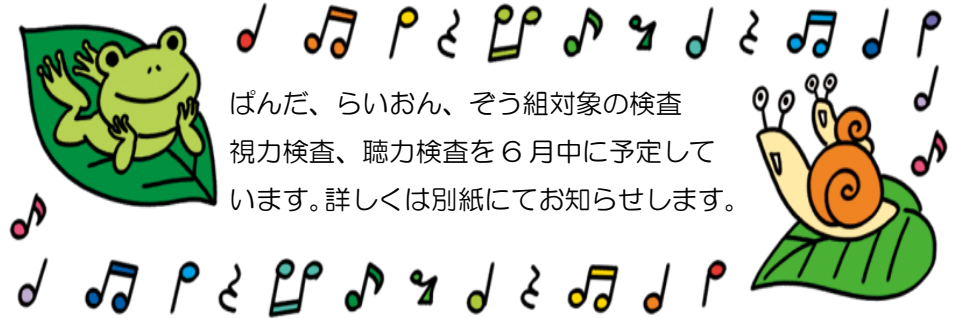 ぱんだ、らいおん、ぞう組対象の検査
視力検査、聴力検査を6月中に予定して
います。詳しくは別紙にてお知らせします。